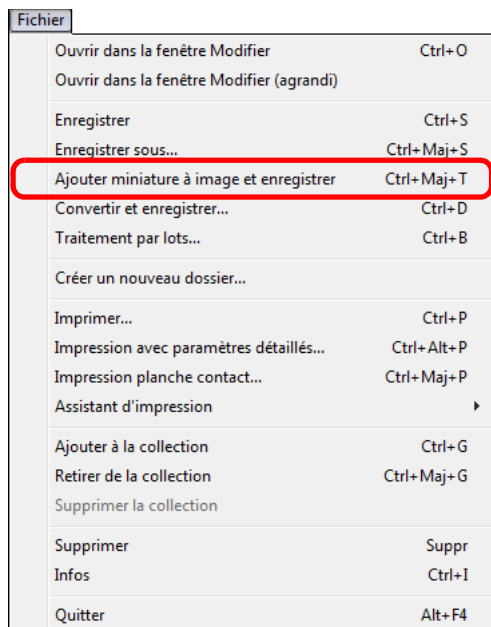 Fichier
Ouvrir dans la fenêtre Modifier Ctrl+O
Ouvrir dans la fenêtre Modifier (agrandi)
Enregistrer Ctrl+S
Enregistrer sous... Ctrl+Maj+S
Ajouter miniature à image et enregistrer Ctrl+Maj+T
Convertir et enregistrer... Ctrl+D
Traitement par lots... Ctrl+B
Créer un nouveau dossier...
Imprimer... Ctrl+P
Impression avec paramètres détaillés... Ctrl+Alt+P
Impression planche contact... Ctrl+Maj+P
Assistant d'impression
Ajouter à la collection Ctrl+G
Retirer de la collection Ctrl+Maj+G
Supprimer la collection
Supprimer Suppr
Infos Ctrl+I
Quitter Alt+F4